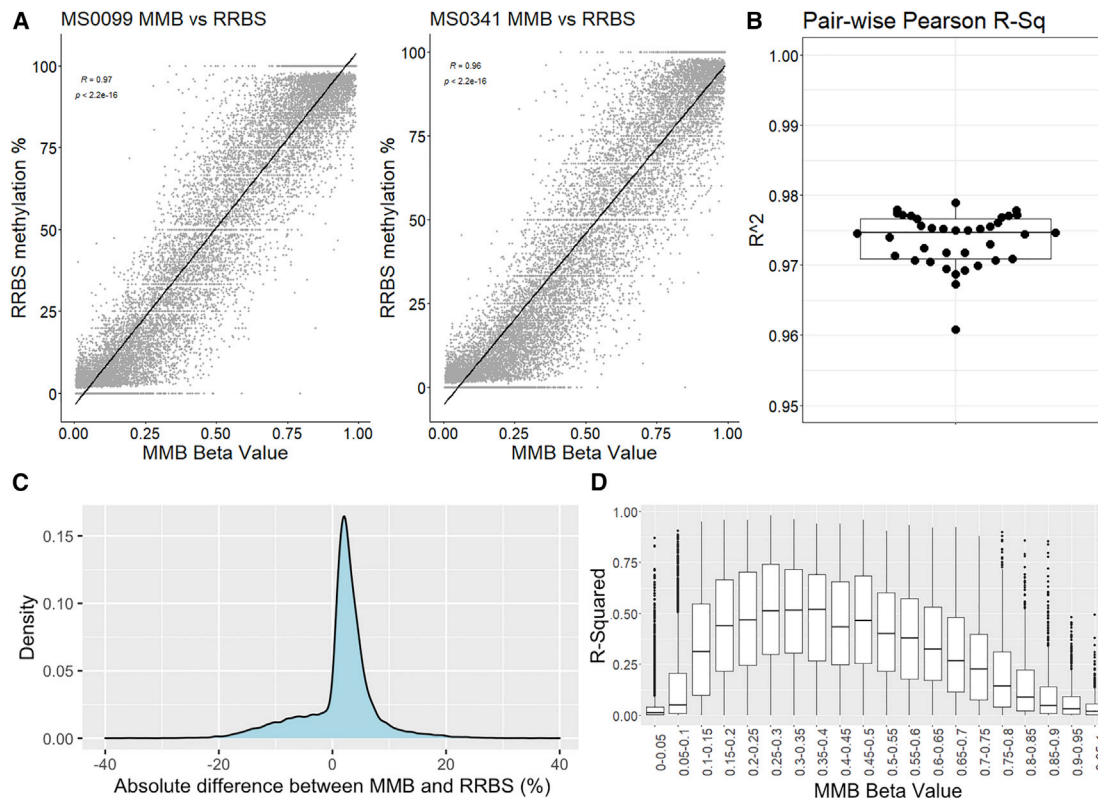 A
MS0099 MMB vs RRBS
RRBS methylation %
100
75
50
25
0
R = 0.97
p < 2.2e-16
0.00 0.25 0.50 0.75 1.00
MMB Beta Value
MS0341 MMB vs RRBS
RRBS methylation %
100
75
50
25
0
R = 0.96
p < 2.2e-16
0.00 0.25 0.50 0.75 1.00
MMB Beta Value
B
Pair-wise Pearson R-Sq
R^2
1.00
0.99
0.98
0.97
0.96
0.95
C
Density
0.15
0.10
0.05
0.00
-40 -20 0 20 40
Absolute difference between MMB and RRBS (%)
D
R-Squared
1.00
0.75
0.50
0.25
0.00
0-0.05
0.05-0.1
0.1-0.15
0.15-0.2
0.2-0.25
0.25-0.3
0.3-0.35
0.35-0.4
0.4-0.45
0.45-0.5
0.5-0.55
0.55-0.6
0.6-0.65
0.65-0.7
0.7-0.75
0.75-0.8
0.8-0.85
0.85-0.9
0.9-0.95
MMB Beta Value